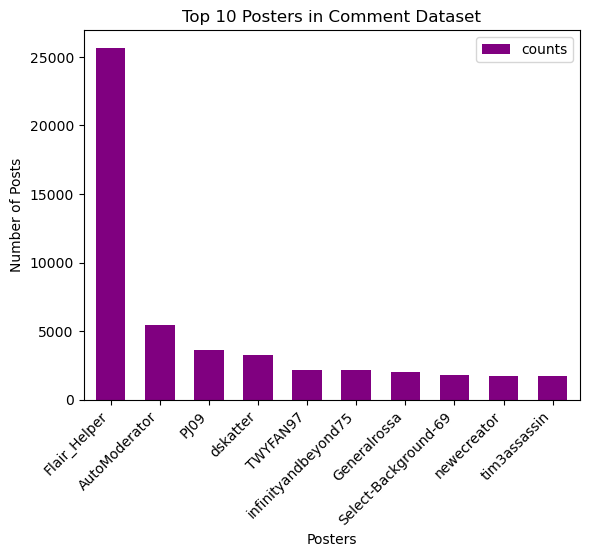 Top 10 Posters in Comment Dataset
counts
Number of Posts
25000
20000
15000
10000
5000
0
Flair_Helper
AutoModerator
PJ09
dskatter
TWYFAN97
infinityandbeyond75
Generalrossa
Select-Background-69
newecreator
tim3assassin
Posters